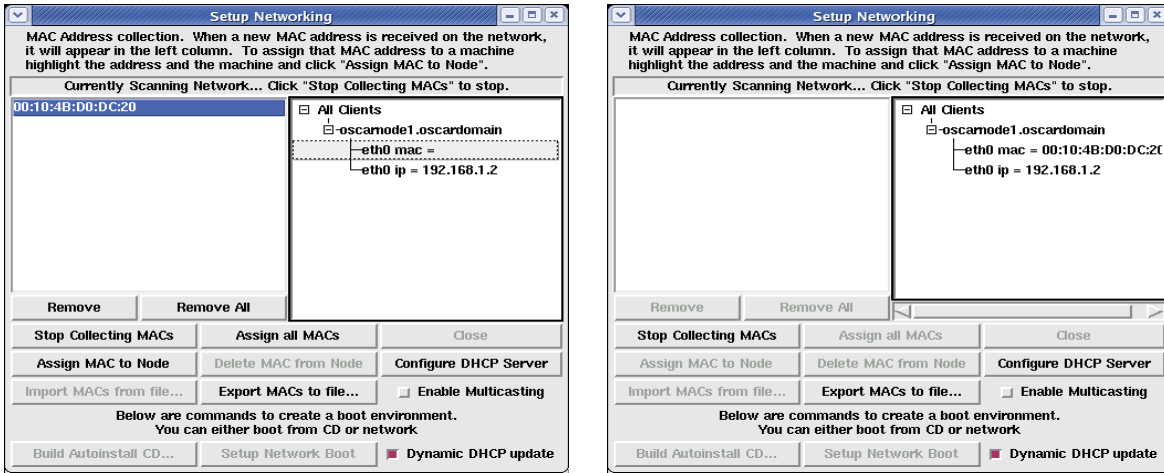 Setup Networking
MAC Address collection. When a new MAC address is received on the network,
it will appear in the left column. To assign that MAC address to a machine
highlight the address and the machine and click "Assign MAC to Node".
Currently Scanning Network... Click "Stop Collecting MACs" to stop.
00:10:4B:D0:DC:20
All Clients
oscarnode1.oscardomain
eth0 mac =
eth0 ip = 192.168.1.2
Remove Remove All
Stop Collecting MACs Assign all MACs Close
Assign MAC to Node Delete MAC from Node Configure DHCP Server
Import MACs from file... Export MACs to file... Enable Multicasting
Below are commands to create a boot environment.
You can either boot from CD or network
Build Autoinstall CD... Setup Network Boot Dynamic DHCP update
Setup Networking
MAC Address collection. When a new MAC address is received on the network,
it will appear in the left column. To assign that MAC address to a machine
highlight the address and the machine and click "Assign MAC to Node".
Currently Scanning Network... Click "Stop Collecting MACs" to stop.
All Clients
oscarnode1.oscardomain
eth0 mac = 00:10:4B:D0:DC:20
eth0 ip = 192.168.1.2
Remove Remove All
Stop Collecting MACs Assign all MACs Close
Assign MAC to Node Delete MAC from Node Configure DHCP Server
Import MACs from file... Export MACs to file... Enable Multicasting
Below are commands to create a boot environment.
You can either boot from CD or network
Build Autoinstall CD... Setup Network Boot Dynamic DHCP update